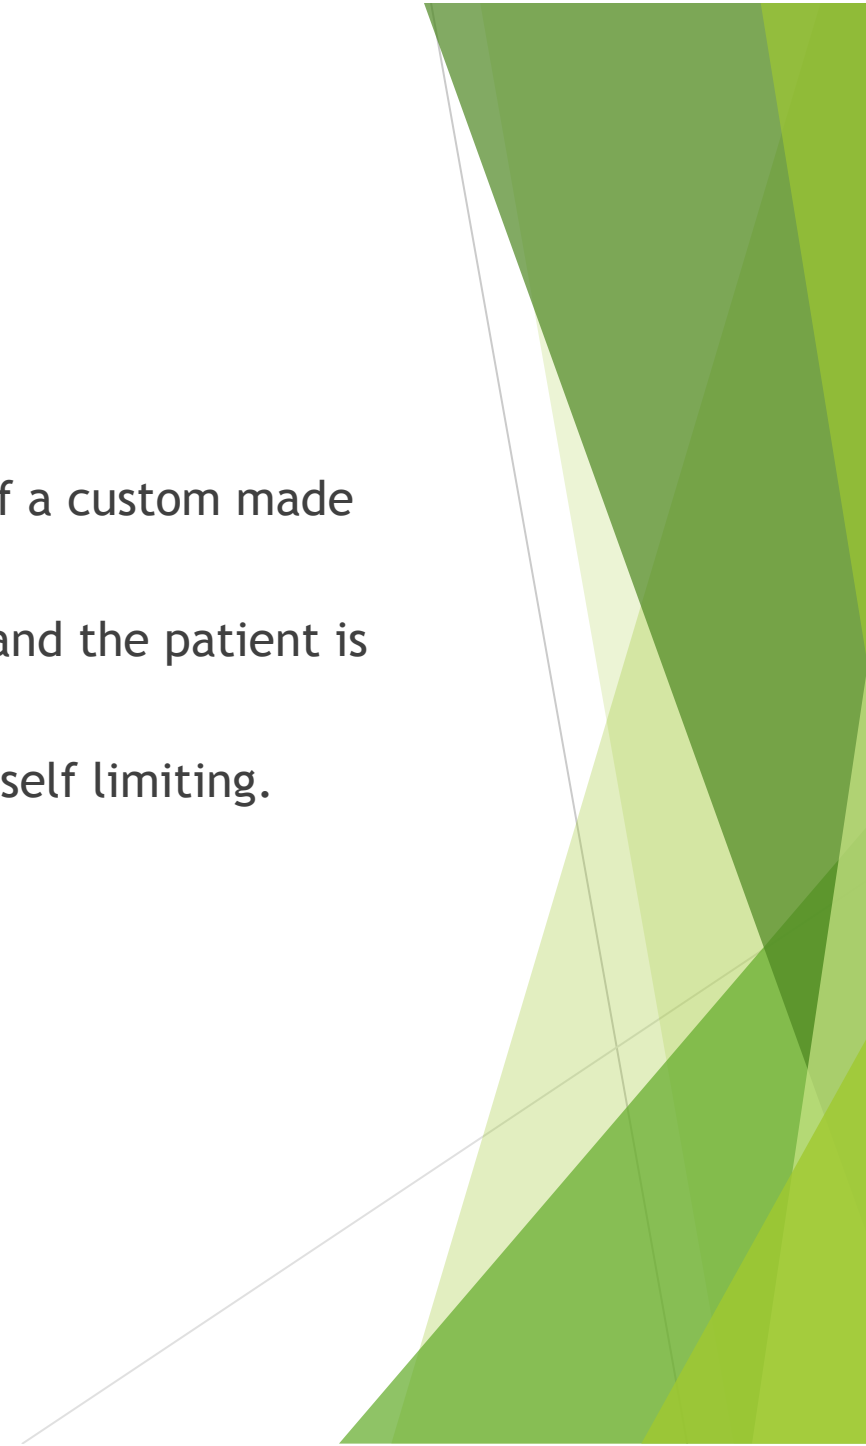 f a custom made
and the patient is
self limiting.